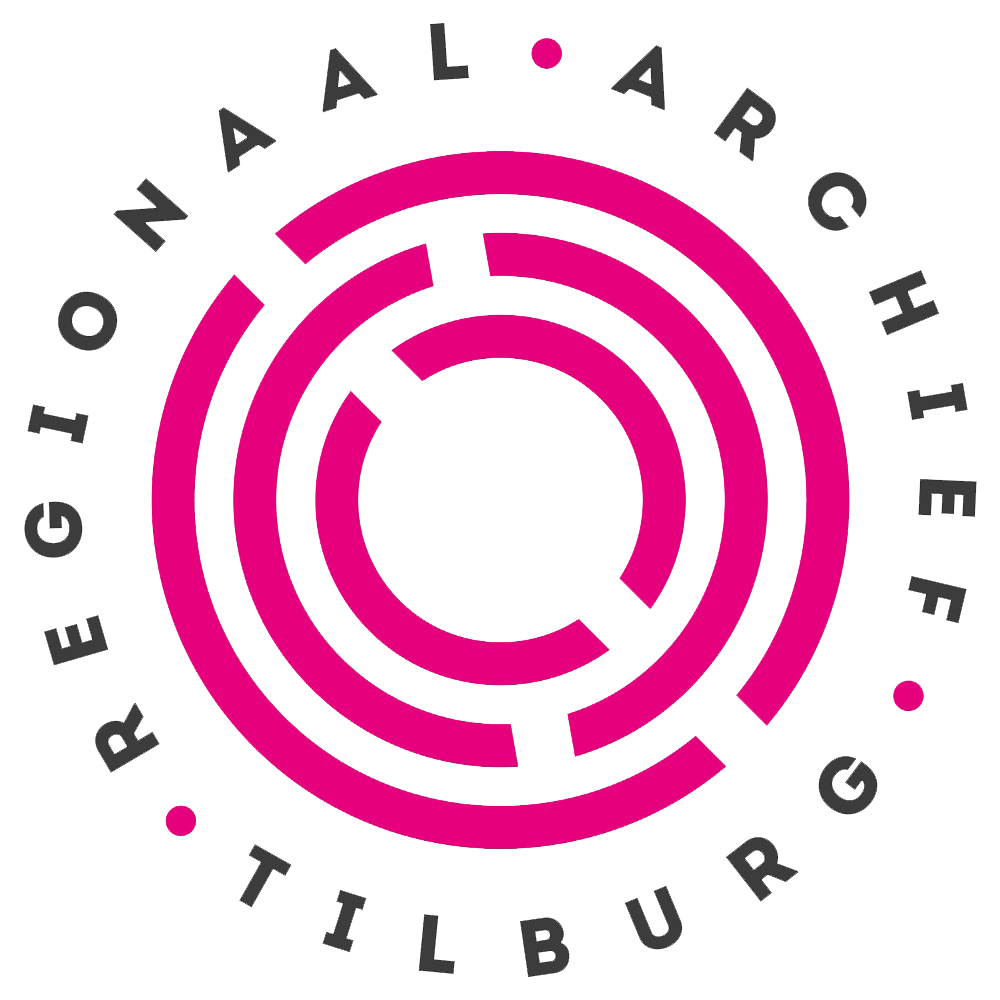 REGIONAAL • ARCHIEF • TILBURG •